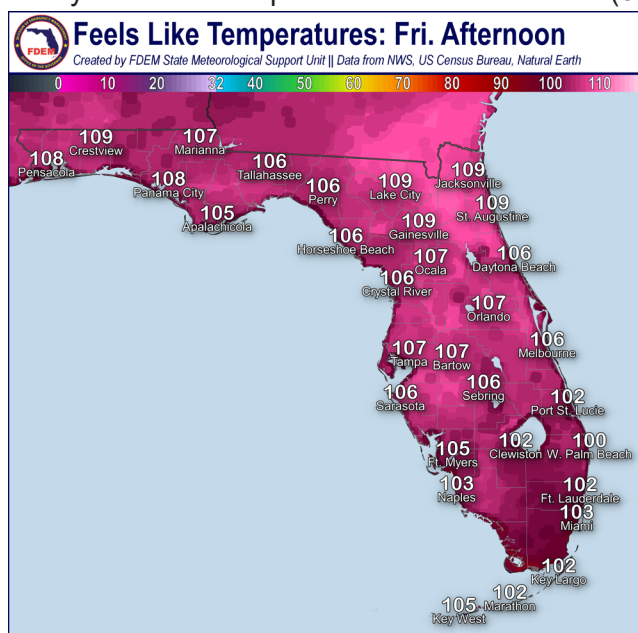 Feels Like Temperatures: Fri. Afternoon
Created by FDEM State Meteorological Support Unit || Data from NWS, US Census Bureau, Natural Earth
FDEM
0 10 20 32 40 50 60 70 80 90 100 110
109
Crestview
107
Marianna
108
Pensacola
106
Tallahassee
109
Jacksonville
108
Panama City
106
Perry
109
Lake City
105
Apalachicola
109
St. Augustine
109
Gainesville
106
Horseshoe Beach
107
Ocala
106
Daytona Beach
106
Crystal River
107
Orlando
106
Melbourne
107
Tampa
107
Bartow
106
Sebring
106
Sarasota
102
Port St. Lucie
105
Ft. Myers
102
Clewiston
100
W. Palm Beach
103
Naples
102
Ft. Lauderdale
103
Miami
102
Key Largo
102
Marathon
105
Key West